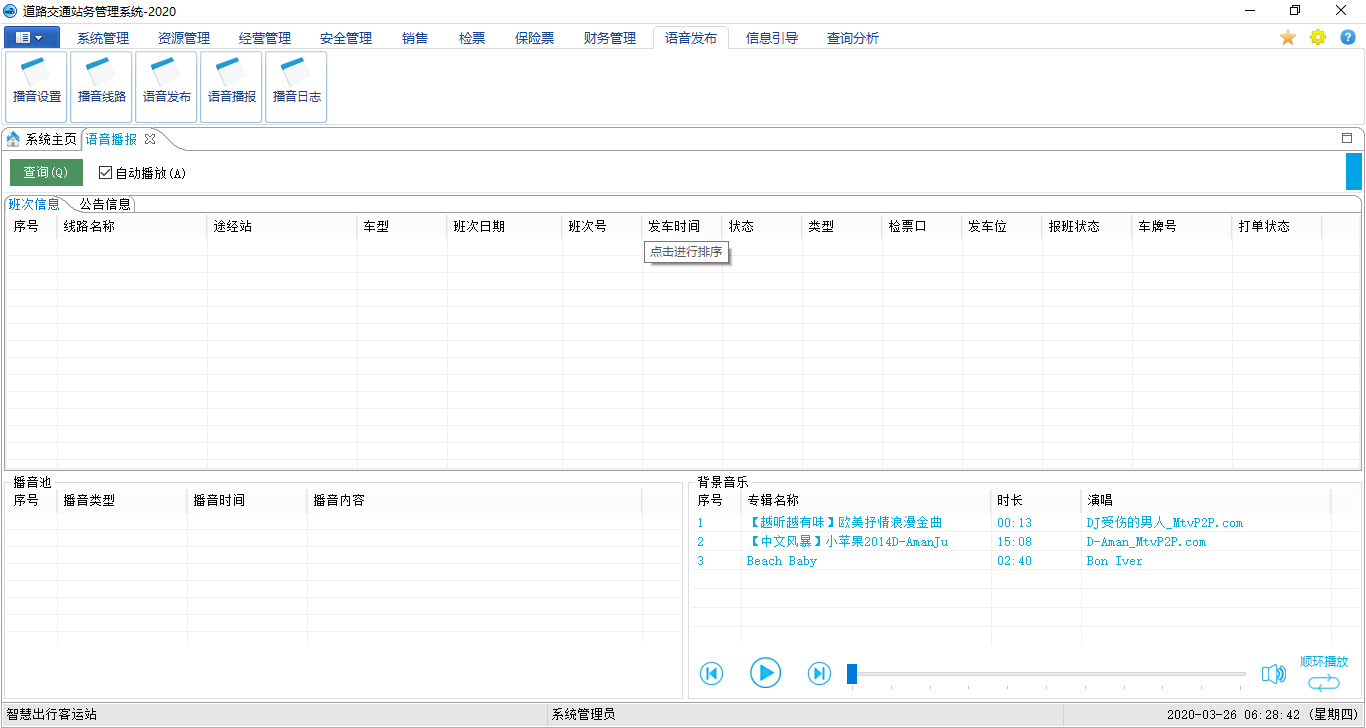 道路交通站务管理系统-2020
系统管理 资源管理 经营管理 安全管理 销售 检票 保险票 财务管理 语音发布 信息引导 查询分析
播音设置 播音线路 语音发布 语音播报 播音日志
系统主页 语音播报
查询(Q) 自动播放(A)
班次信息 公告信息
序号 线路名称 途经站 车型 班次日期 班次号 发车时间 状态 类型 检票口 发车位 报班状态 车牌号 打单状态
点击进行排序
播音池
序号 播音类型 播音时间 播音内容
背景音乐
序号 专辑名称 时长 演唱
1 【越听越有味】欧美抒情浪漫金曲 00:13 DJ受伤的男人_MtvP2P.com
2 【中文风暴】小苹果2014D-AmanJu 15:08 D-Aman_MtvP2P.com
3 Beach Baby 02:40 Bon Iver
顺环播放
智慧出行客运站 系统管理员 2020-03-26 06:28:42 (星期四)